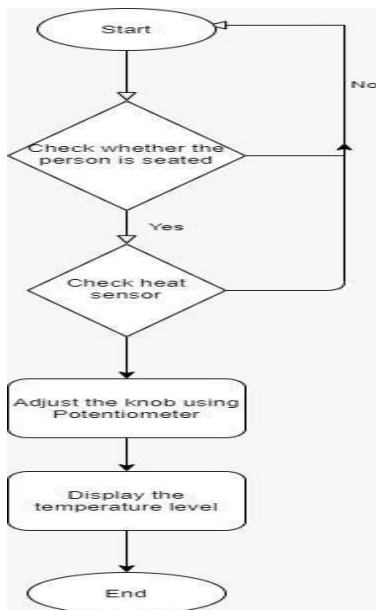 Start
No
Check whether the
person is seated
Yes
Check heat
sensor
Adjust the knob using
Potentiometer
Display the
temperature level
End